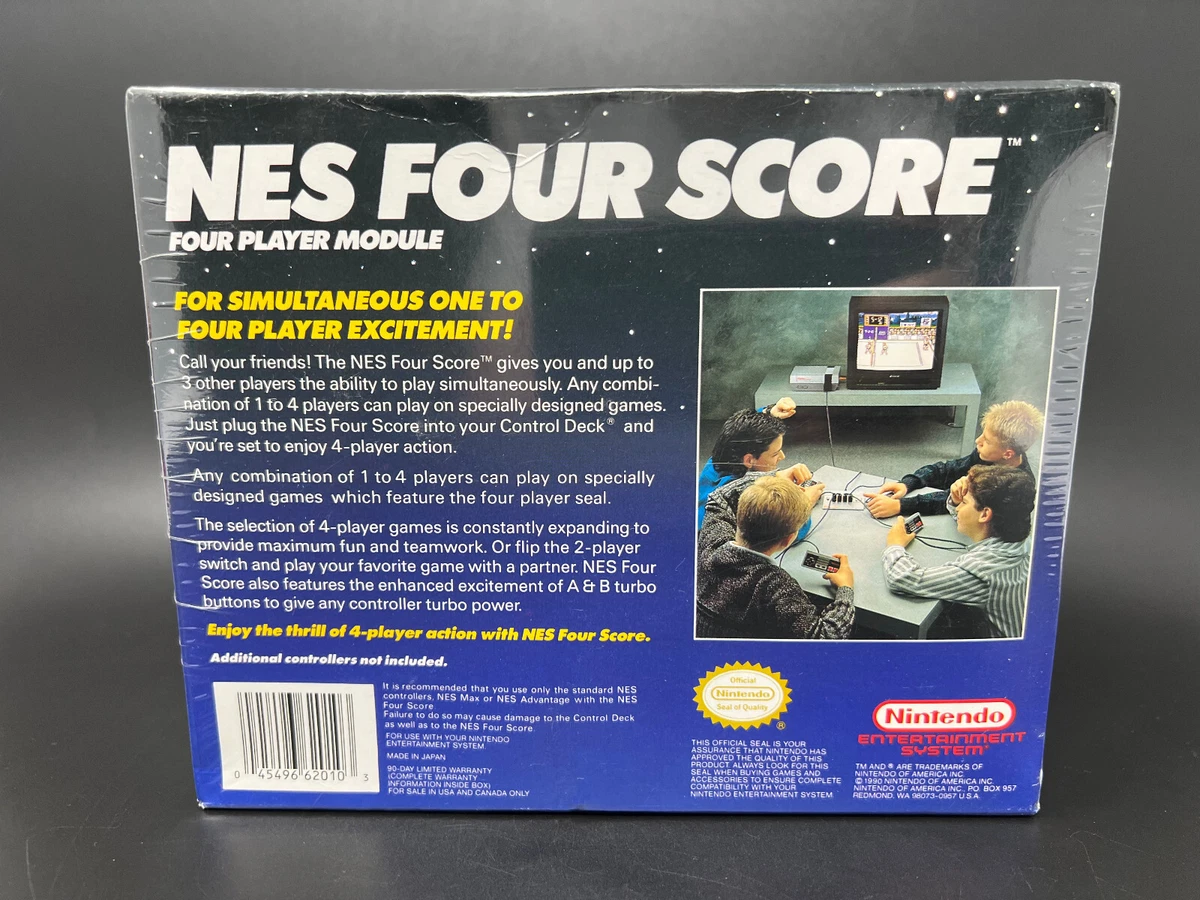 NES FOUR SCORE™
FOUR PLAYER MODULE
FOR SIMULTANEOUS ONE TO
FOUR PLAYER EXCITEMENT!
Call your friends! The NES Four Score™ gives you and up to
3 other players the ability to play simultaneously. Any combi-
nation of 1 to 4 players can play on specially designed games.
Just plug the NES Four Score into your Control Deck® and
you're set to enjoy 4-player action.
Any combination of 1 to 4 players can play on specially
designed games which feature the four player seal.
The selection of 4-player games is constantly expanding to
provide maximum fun and teamwork. Or flip the 2-player
switch and play your favorite game with a partner. NES Four
Score also features the enhanced excitement of A & B turbo
buttons to give any controller turbo power.
Enjoy the thrill of 4-player action with NES Four Score.
Additional controllers not included.
0 45496 62010 3
It is recommended that you use only the standard NES
controllers, NES Max or NES Advantage with the NES
Four Score
Failure to do so may cause damage to the Control Deck
as well as to the NES Four Score
FOR USE WITH YOUR NINTENDO
ENTERTAINMENT SYSTEM.
MADE IN JAPAN
90-DAY LIMITED WARRANTY
(COMPLETE WARRANTY
INFORMATION INSIDE BOX)
FOR SALE IN USA AND CANADA ONLY
Official
Nintendo
Seal of Quality
®
THIS OFFICIAL SEAL IS YOUR
ASSURANCE THAT NINTENDO HAS
APPROVED THE QUALITY OF THIS
PRODUCT. ALWAYS LOOK FOR THIS
SEAL WHEN BUYING GAMES AND
ACCESSORIES TO ENSURE COMPLETE
COMPATIBILITY WITH YOUR
NINTENDO ENTERTAINMENT SYSTEM
Nintendo
ENTERTAINMENT
SYSTEM®
TM AND ® ARE TRADEMARKS OF
NINTENDO OF AMERICA INC.
© 1990 NINTENDO OF AMERICA INC.
NINTENDO OF AMERICA INC., P.O. BOX 957
REDMOND, WA 98073-0957 U.S.A.